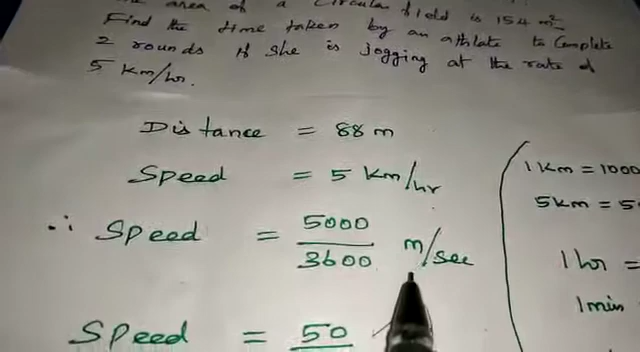 area of a Circular field is 154 m²
Find the time taken by an athlate to Complete
2 rounds If she is Jogging at the rate of
5 Km/hr.
Distance = 88 m
Speed = 5 Km/hr
∴ Speed = 5000/3600 m/sec
Speed = 50
1 Km = 1000
5 Km = 5
1 hr =
1 min